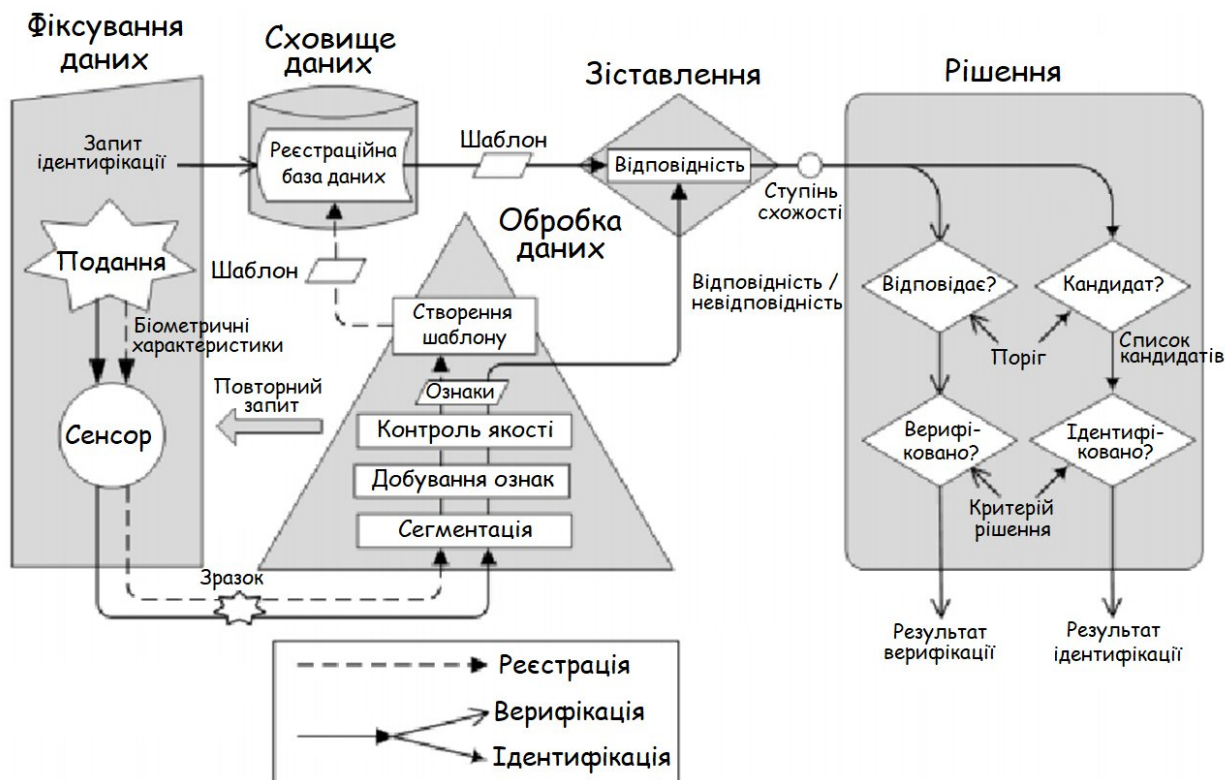 Фіксування
даних
Сховище
даних
Зіставлення
Рішення
Запит
ідентифікації
Реєстраційна
база даних
Шаблон
Відповідність
Ступінь
схожості
Подання
Шаблон
Обробка
даних
Відповідність /
невідповідність
Відповідає?
Кандидат?
Біометричні
характеристики
Створення
шаблону
Поріг
Список
кандидатів
Повторний
запит
Ознаки
Сенсор
Контроль якості
Верифі-
ковано?
Ідентифі-
ковано?
Добування ознак
Сегментація
Критерій
рішення
Зразок
Результат
верифікації
Результат
ідентифікації
Реєстрація
Верифікація
Ідентифікація